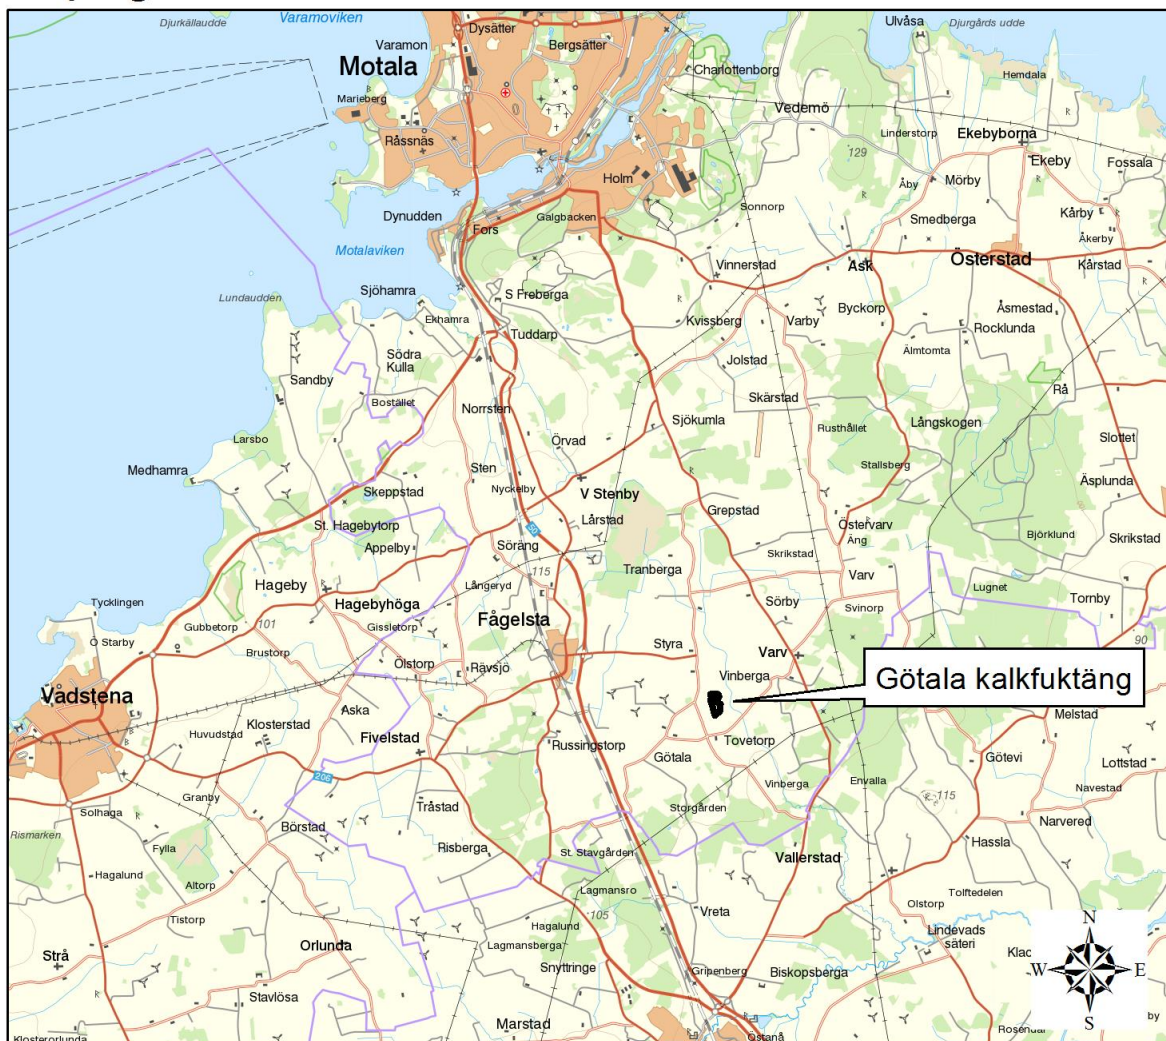 Djurkällaudde
Varamoviken
Dysätter
Ulvåsa
Djurgårds udde
Varamon
Bergsätter
Motala
Charlottenborg
Hemdala
Marieberg
Vedemö
Råssnäs
Linderstorp
Ekebyborna
129
Ekeby
Fossala
Holm
Åby
Mörby
Dynudden
Galgbacken
Sonnorp
Smedberga
Kårby
Fors
Åkerby
Motalaviken
Vinnerstad
Ask
Österstad
Kårstad
Sjöhamra
S Freberga
Lundaudden
Ekhamra
Kvissberg
Varby
Byckorp
Åsmestad
Tuddarp
Rocklunda
Södra
Kulla
Jolstad
Älmtomta
Sandby
Rå
Bostället
Norrsten
Skärstad
Sjökumla
Långskogen
Larsbo
Örvad
Rusthållet
Slottet
Medhamra
Sten
Stallsberg
Skeppstad
Nyckelby
V Stenby
Äsplunda
Grepstad
St. Hagebytorp
Lårstad
50
Östervarv
Äng
Björklund
Skrikstad
Appelby
Söräng
Skrikstad
115
Tranberga
Hageby
Långeryd
Varv
Lugnet
Tornby
Tycklingen
Hagebyhöga
Sörby
Svinorp
Gubbetorp
101
Gissletorp
Fågelsta
Ö Starby
Styra
Varv
90
Brustorp
Ölstorp
Rävsjö
Vinberga
Götala kalkfuktäng
Vadstena
Klosterstad
Aska
Melstad
Huvudstad
Fivelstad
Russingstorp
Tovetorp
Götala
Götevi
Lottstad
206
Vinberga
Envalla
Navestad
Granby
Tråstad
Storgården
115
Solhaga
Narvered
Rismarken
Börstad
Hassla
Fylla
Risberga
St. Stavgården
Vallerstad
Hagalund
Altorp
Lagmansro
Tolftedelen
Olstorp
Tistorp
105
Vreta
Hagalund
Lindevads
säteri
N
Orlunda
Lagmansberga
Strå
Klac
W
E
Snyttringe
Gripenberg
Biskopsberga
Stavlösa
S
by
Marstad
Klosterorlunda
Östanå